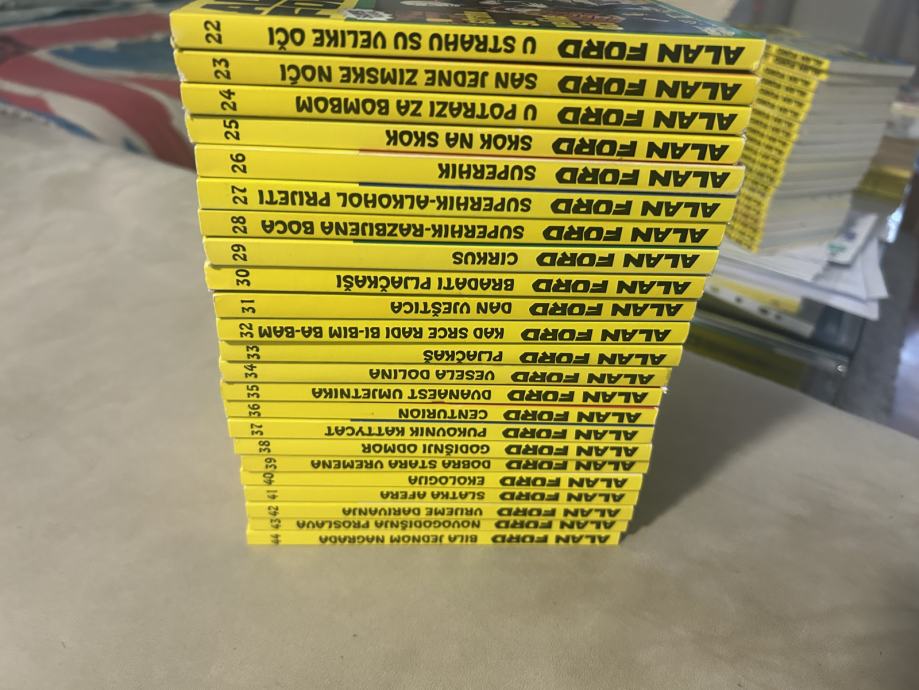 ALAN FORD U STRAHU SU VELIKE OČI 22
ALAN FORD SAN JEDNE ZIMSKE NOĆI 23
ALAN FORD U POTRAZI ZA BOMBOM 24
ALAN FORD SKOK NA SKOK 25
ALAN FORD SUPERHIK 26
ALAN FORD SUPERHIK-ALKOHOL PRIJETI 27
ALAN FORD SUPERHIK-RAZBIJENA BOCA 28
ALAN FORD CIRKUS 29
ALAN FORD BRADATI PLJAČKAŠI 30
ALAN FORD DAN VJEŠTICA 31
ALAN FORD KAD SRCE RADI BI-BIM BA-BAM 32
ALAN FORD PLJAČKAŠ 33
ALAN FORD VESELA DOLINA 34
ALAN FORD DVANAEST UMJETNIKA 35
ALAN FORD CENTURION 36
ALAN FORD PUKOVNIK KATTYCAT 37
ALAN FORD GODIŠNJI ODMOR 38
ALAN FORD DOBRA STARA VREMENA 39
ALAN FORD EKOLOGIJA 40
ALAN FORD SLATKA AFERA 41
ALAN FORD VRIJEME DARIVANJA 42
ALAN FORD NOVOGODIŠNJA PROSLAVA 43
ALAN FORD BILA JEDNOM NAGRADA 44